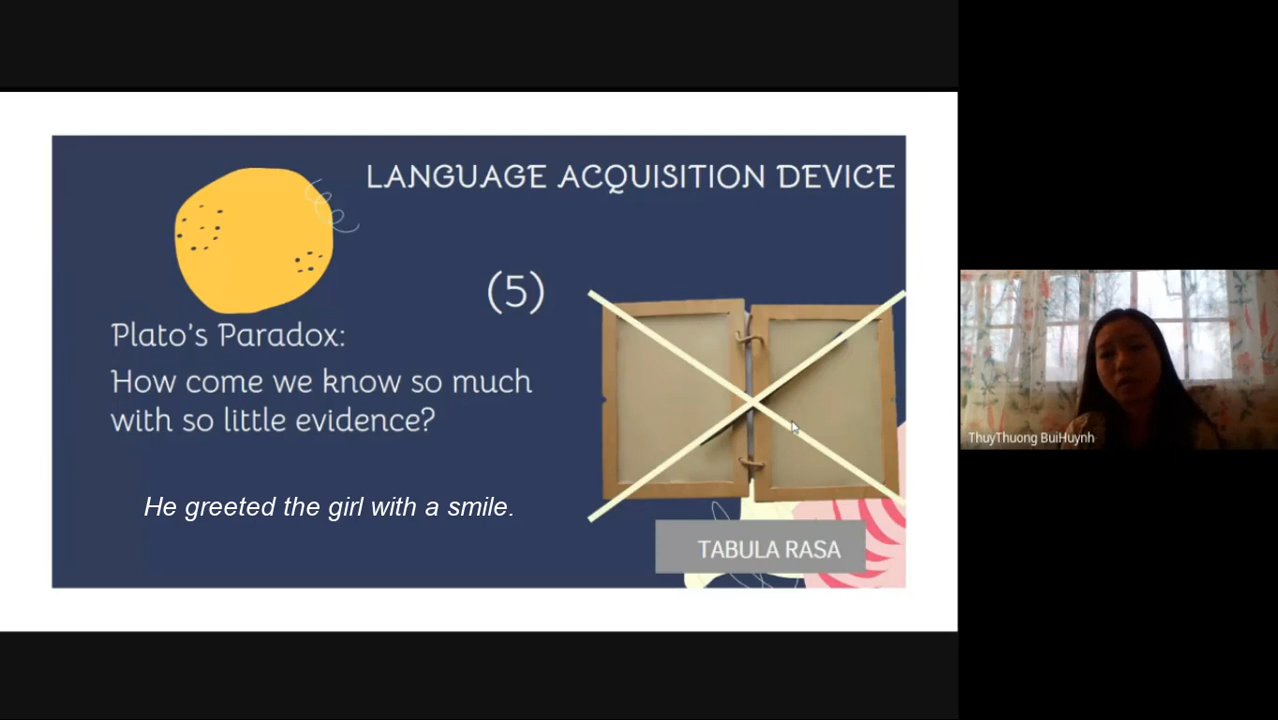 LANGUAGE ACQUISITION DEVICE
(5)
Plato's Paradox:
How come we know so much
with so little evidence?
He greeted the girl with a smile.
TABULA RASA
ThuyThuong BuiHuynh